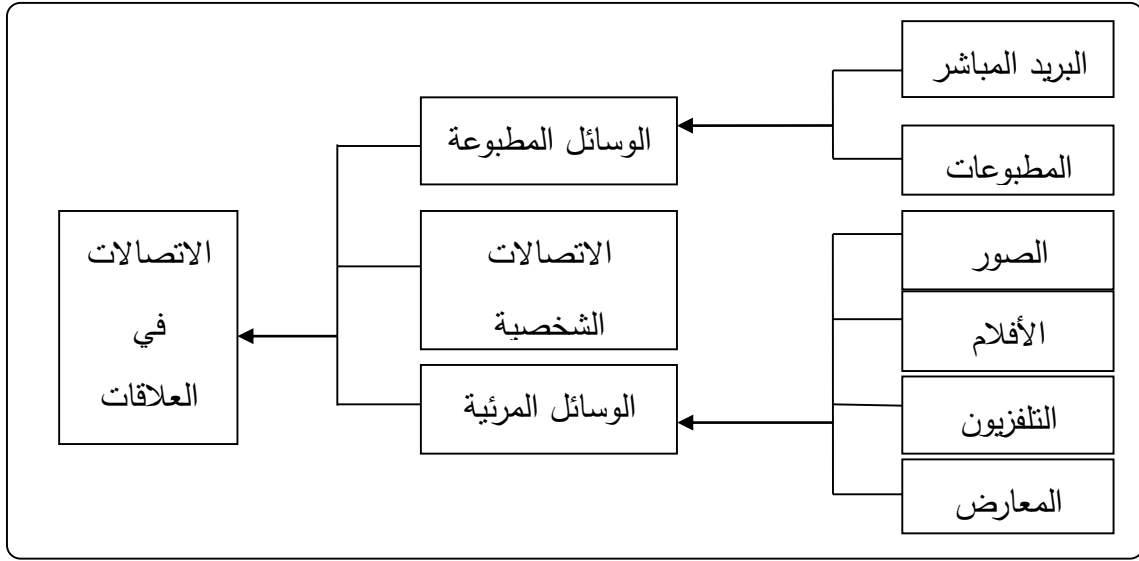 البريد المباشر
المطبوعات
الصور
الأفلام
التلفزيون
المعارض
الوسائل المطبوعة
الاتصالات
الشخصية
الوسائل المرئية
الاتصالات
في
العلاقات